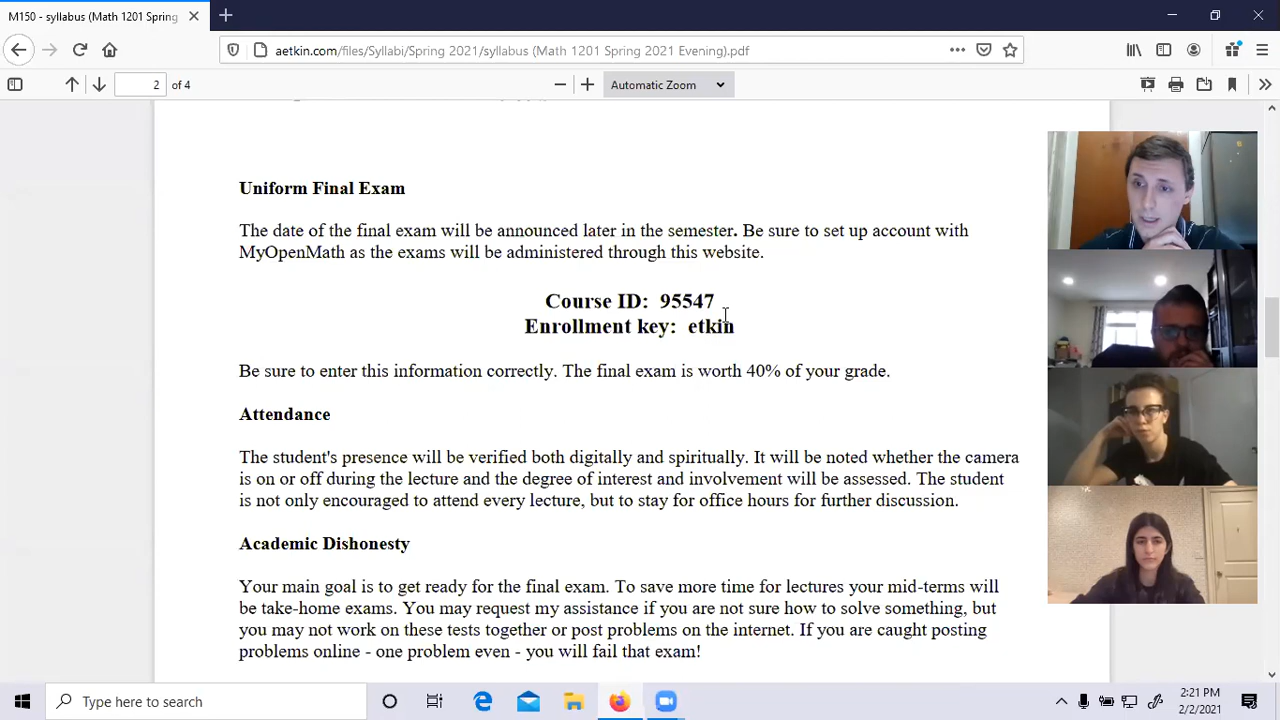 M150 - syllabus (Math 1201 Spring
aetkin.com/files/Syllabi/Spring 2021/syllabus (Math 1201 Spring 2021 Evening).pdf
2 of 4
Automatic Zoom
Uniform Final Exam
The date of the final exam will be announced later in the semester. Be sure to set up account with
MyOpenMath as the exams will be administered through this website.
Course ID: 95547
Enrollment key: etkin
Be sure to enter this information correctly. The final exam is worth 40% of your grade.
Attendance
The student's presence will be verified both digitally and spiritually. It will be noted whether the camera
is on or off during the lecture and the degree of interest and involvement will be assessed. The student
is not only encouraged to attend every lecture, but to stay for office hours for further discussion.
Academic Dishonesty
Your main goal is to get ready for the final exam. To save more time for lectures your mid-terms will
be take-home exams. You may request my assistance if you are not sure how to solve something, but
you may not work on these tests together or post problems on the internet. If you are caught posting
problems online - one problem even - you will fail that exam!
Type here to search
2:21 PM
2/2/2021